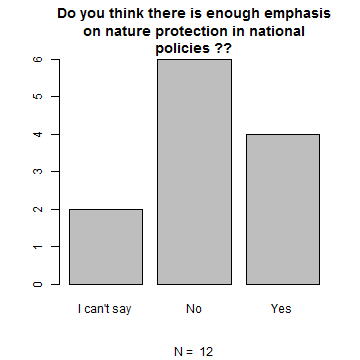 Do you think there is enough emphasis
on nature protection in national
policies ??
6
5
4
3
2
1
0
I can't say
No
Yes
N = 12